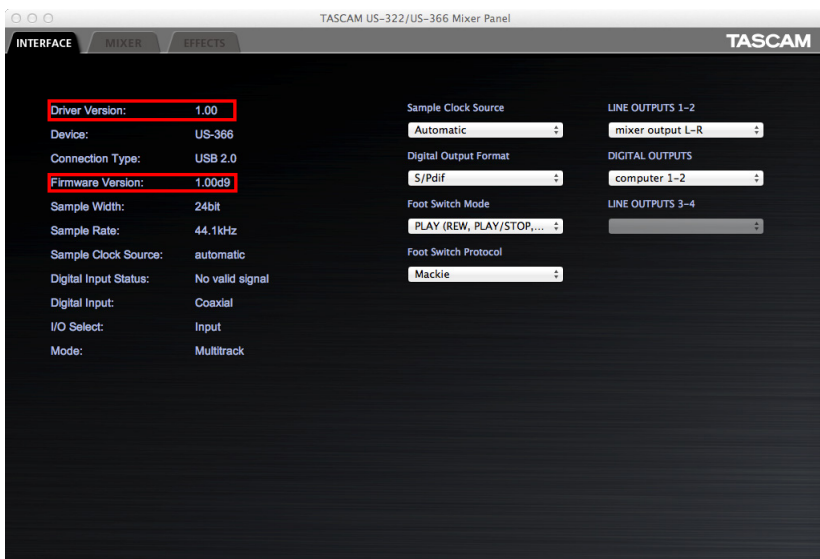 TASCAM US-322/US-366 Mixer Panel
INTERFACE MIXER EFFECTS TASCAM
Driver Version: 1.00
Device: US-366
Connection Type: USB 2.0
Firmware Version: 1.00d9
Sample Width: 24bit
Sample Rate: 44.1kHz
Sample Clock Source: automatic
Digital Input Status: No valid signal
Digital Input: Coaxial
I/O Select: Input
Mode: Multitrack
Sample Clock Source
Automatic
Digital Output Format
S/Pdif
Foot Switch Mode
PLAY (REW, PLAY/STOP,...
Foot Switch Protocol
Mackie
LINE OUTPUTS 1-2
mixer output L-R
DIGITAL OUTPUTS
computer 1-2
LINE OUTPUTS 3-4